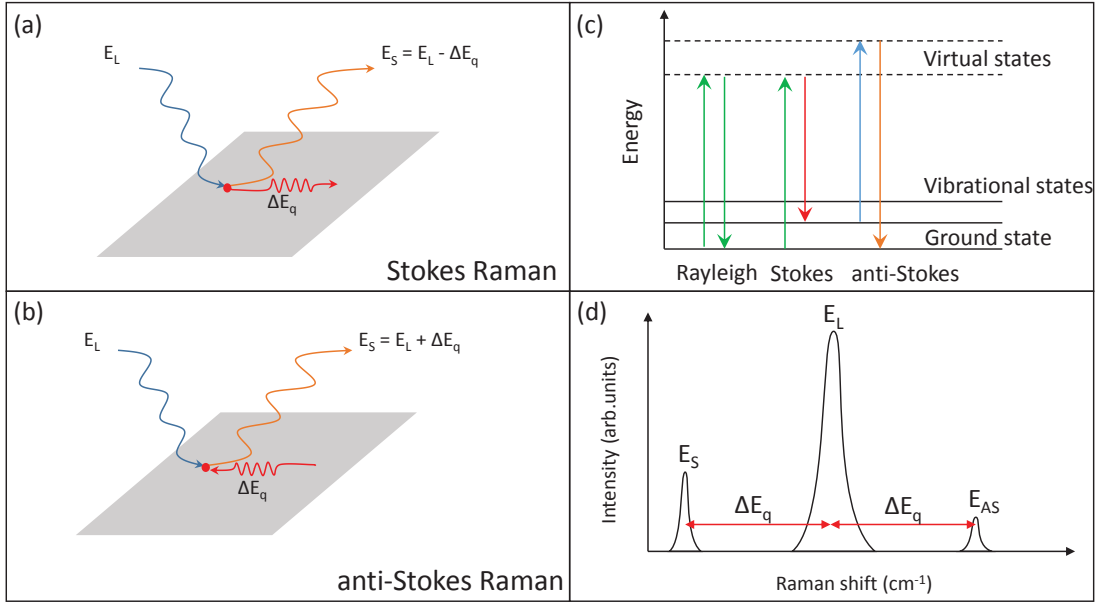 (a)
E_L
E_S = E_L - ΔE_q
ΔE_q
Stokes Raman
(b)
E_L
E_S = E_L + ΔE_q
ΔE_q
anti-Stokes Raman
(c)
Energy
Virtual states
Vibrational states
Ground state
Rayleigh Stokes anti-Stokes
(d)
Intensity (arb.units)
E_L
E_S
E_AS
ΔE_q ΔE_q
Raman shift (cm⁻¹)